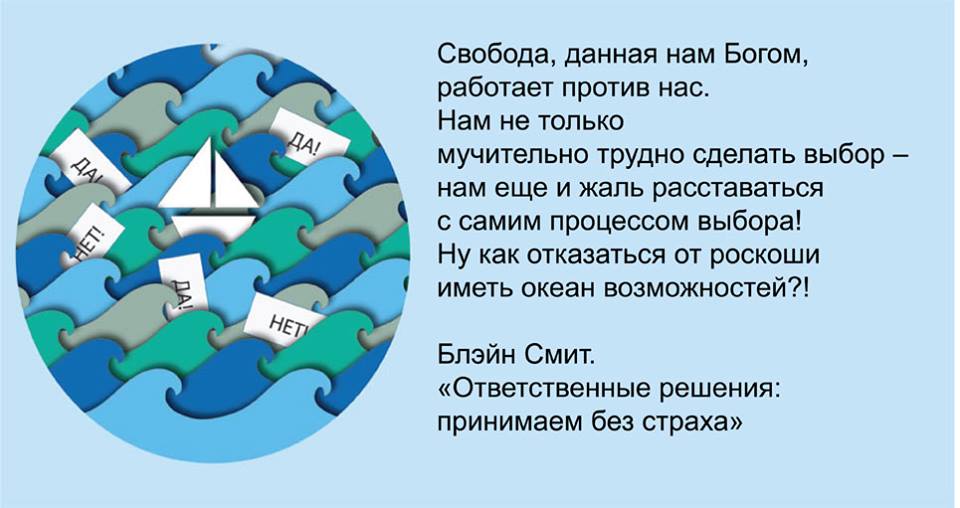 ДА!
ДА!
НЕТ!
ДА!
НЕТ!
Свобода, данная нам Богом,
работает против нас.
Нам не только
мучительно трудно сделать выбор –
нам еще и жаль расставаться
с самим процессом выбора!
Ну как отказаться от роскоши
иметь океан возможностей?!
Блэйн Смит.
«Ответственные решения:
принимаем без страха»